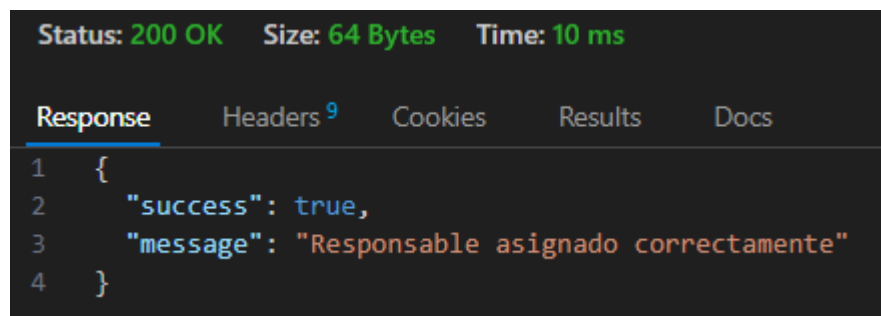 Status: 200 OK Size: 64 Bytes Time: 10 ms
Response Headers 9 Cookies Results Docs
1 {
2 "success": true,
3 "message": "Responsable asignado correctamente"
4 }